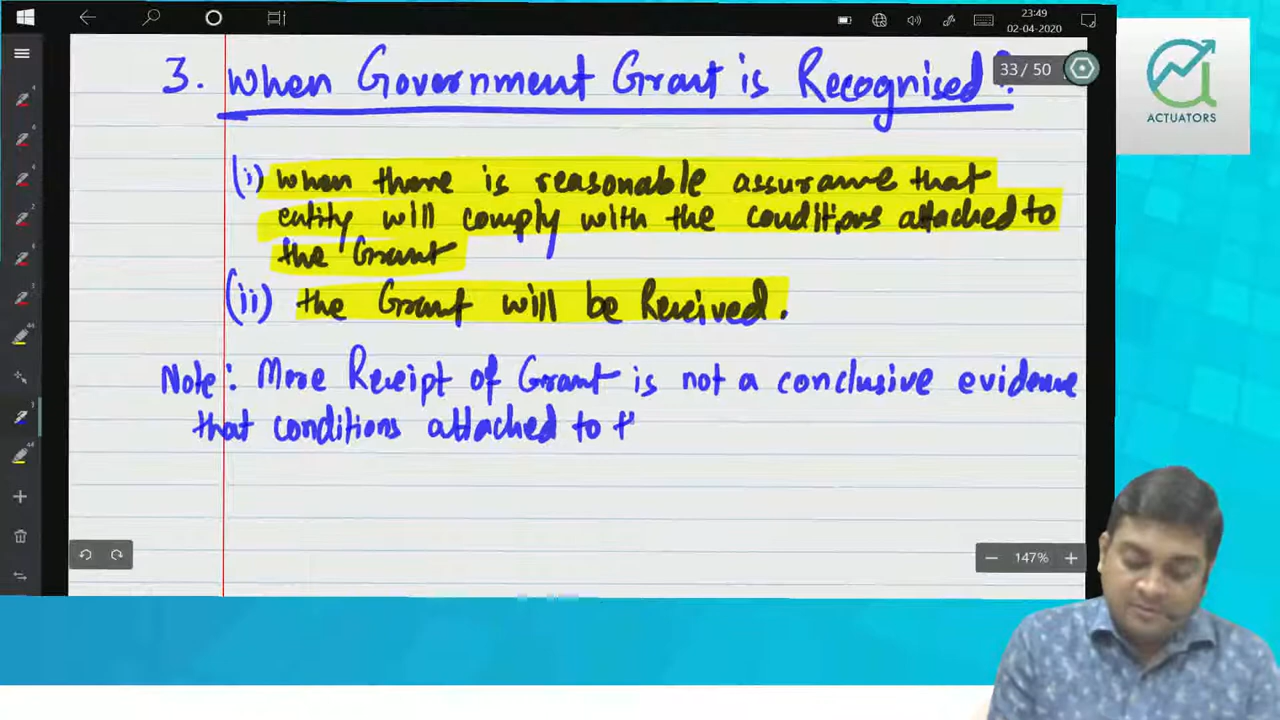 23:49
02-04-2020
33 / 50
ACTUATORS
3. When Government Grant is Recognised?
(i) when there is reasonable assurance that
entity will comply with the conditions attached to
the Grant
(ii) the Grant will be Received.
Note: Mere Receipt of Grant is not a conclusive evidence
that conditions attached to t
147%